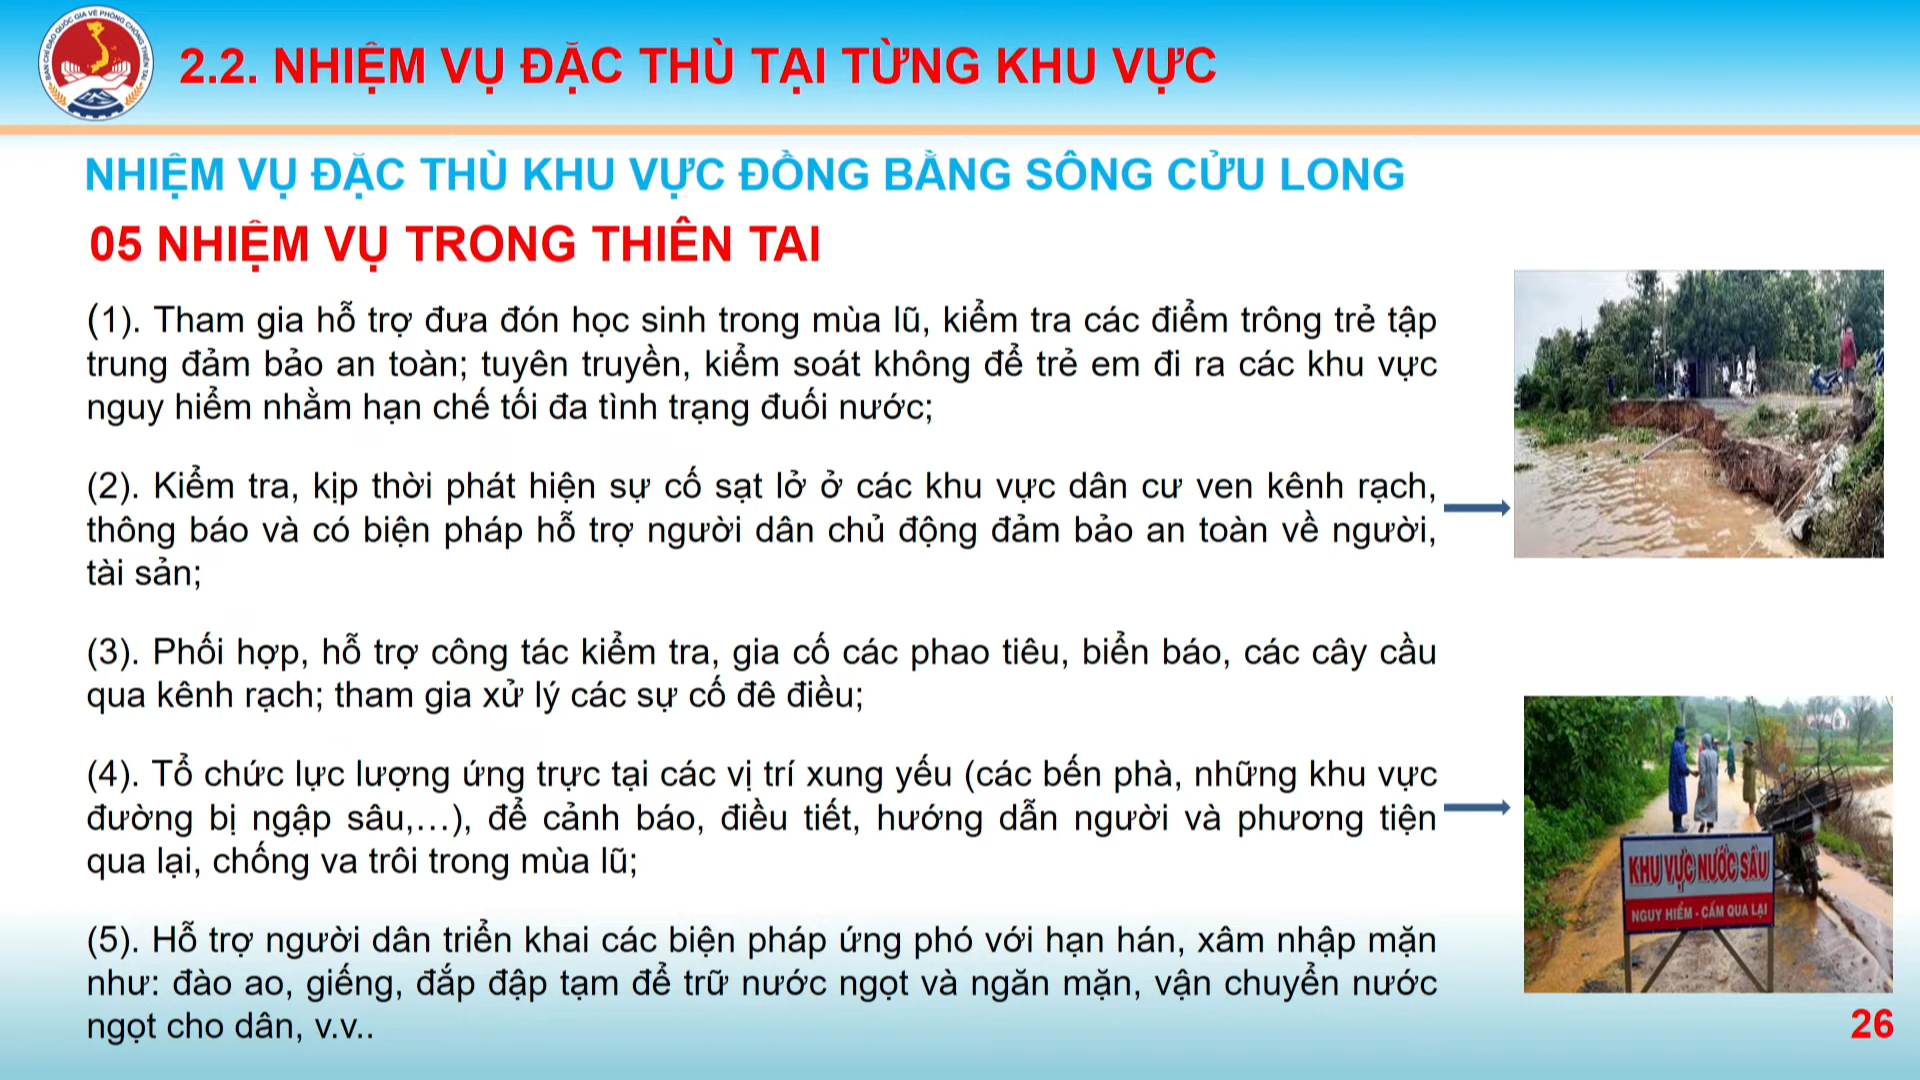 BAN CHỈ ĐẠO QUỐC GIA VỀ PHÒNG CHỐNG THIÊN TAI
2.2. NHIỆM VỤ ĐẶC THÙ TẠI TỪNG KHU VỰC
NHIỆM VỤ ĐẶC THÙ KHU VỰC ĐỒNG BẰNG SÔNG CỬU LONG
05 NHIỆM VỤ TRONG THIÊN TAI
(1). Tham gia hỗ trợ đưa đón học sinh trong mùa lũ, kiểm tra các điểm trông trẻ tập
trung đảm bảo an toàn; tuyên truyền, kiểm soát không để trẻ em đi ra các khu vực
nguy hiểm nhằm hạn chế tối đa tình trạng đuối nước;
(2). Kiểm tra, kịp thời phát hiện sự cố sạt lở ở các khu vực dân cư ven kênh rạch,
thông báo và có biện pháp hỗ trợ người dân chủ động đảm bảo an toàn về người,
tài sản;
(3). Phối hợp, hỗ trợ công tác kiểm tra, gia cố các phao tiêu, biển báo, các cây cầu
qua kênh rạch; tham gia xử lý các sự cố đê điều;
(4). Tổ chức lực lượng ứng trực tại các vị trí xung yếu (các bến phà, những khu vực
đường bị ngập sâu,…), để cảnh báo, điều tiết, hướng dẫn người và phương tiện
qua lại, chống va trôi trong mùa lũ;
(5). Hỗ trợ người dân triển khai các biện pháp ứng phó với hạn hán, xâm nhập mặn
như: đào ao, giếng, đắp đập tạm để trữ nước ngọt và ngăn mặn, vận chuyển nước
ngọt cho dân, v.v..
KHU VỰC NƯỚC SÂU
NGUY HIỂM - CẤM QUA LẠI
26